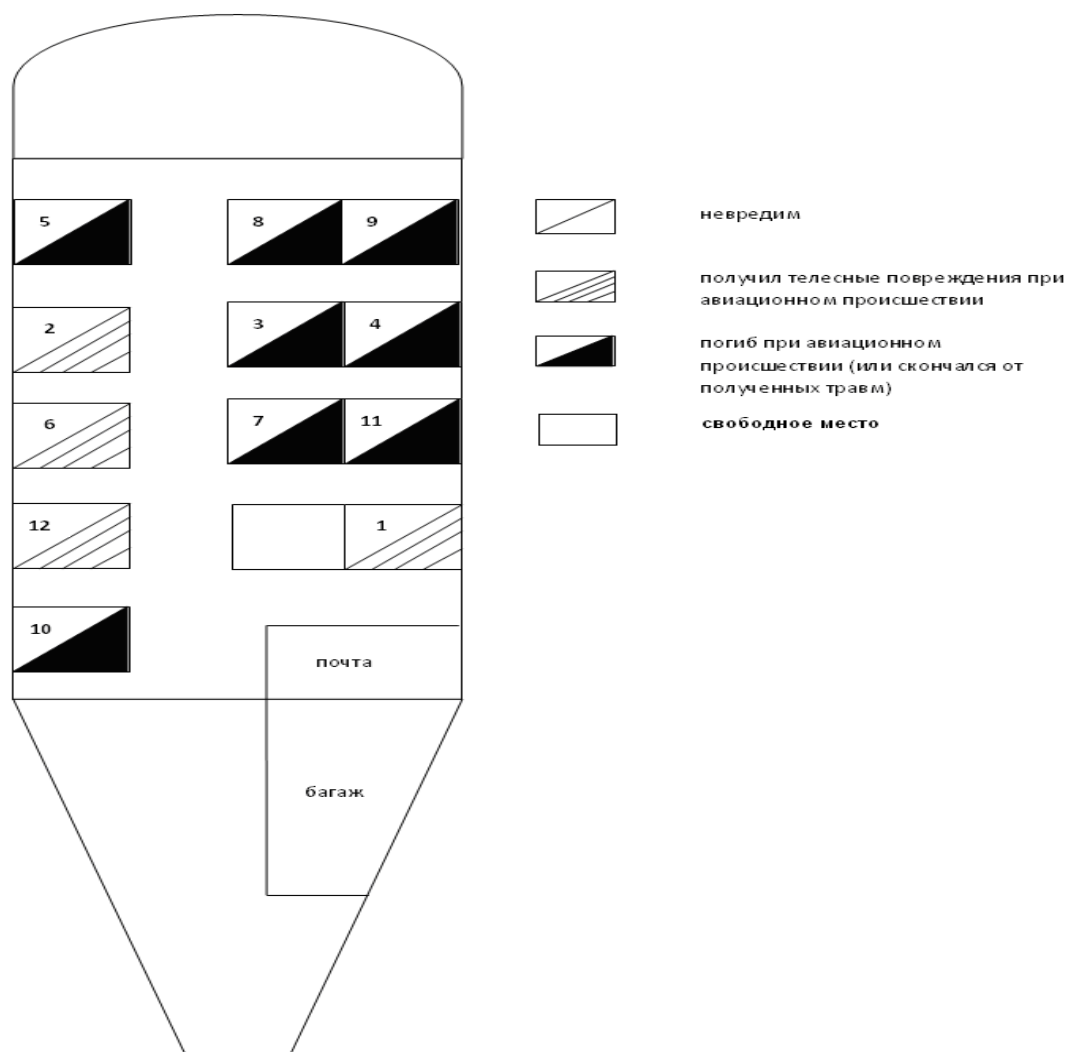 5 8 9
2 3 4
6 7 11
12 1
10
почта
багаж
невредим
получил телесные повреждения при
авиационном происшествии
погиб при авиационном
происшествии (или скончался от
полученных травм)
свободное место